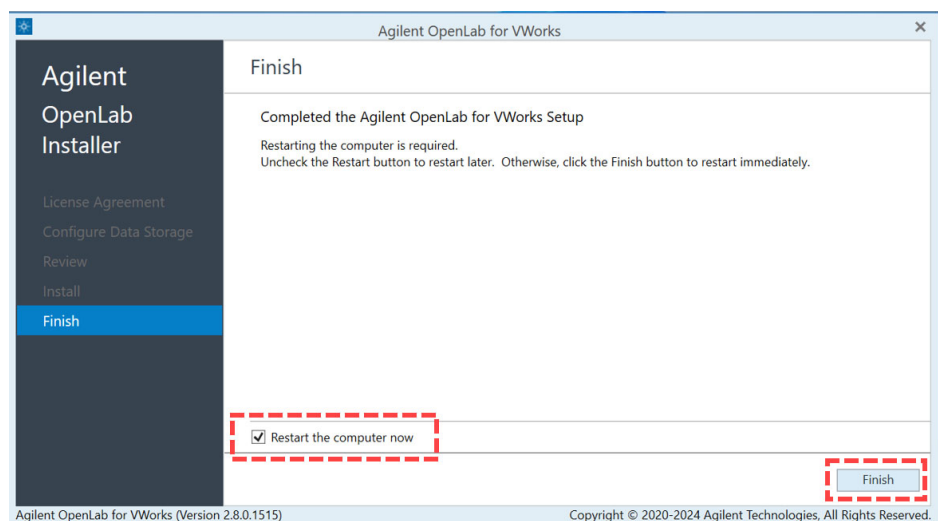 Agilent OpenLab for VWorks
Agilent
OpenLab
Installer
License Agreement
Configure Data Storage
Review
Install
Finish
Finish
Completed the Agilent OpenLab for VWorks Setup
Restarting the computer is required.
Uncheck the Restart button to restart later. Otherwise, click the Finish button to restart immediately.
Restart the computer now
Finish
Agilent OpenLab for VWorks (Version 2.8.0.1515)
Copyright © 2020-2024 Agilent Technologies, All Rights Reserved.